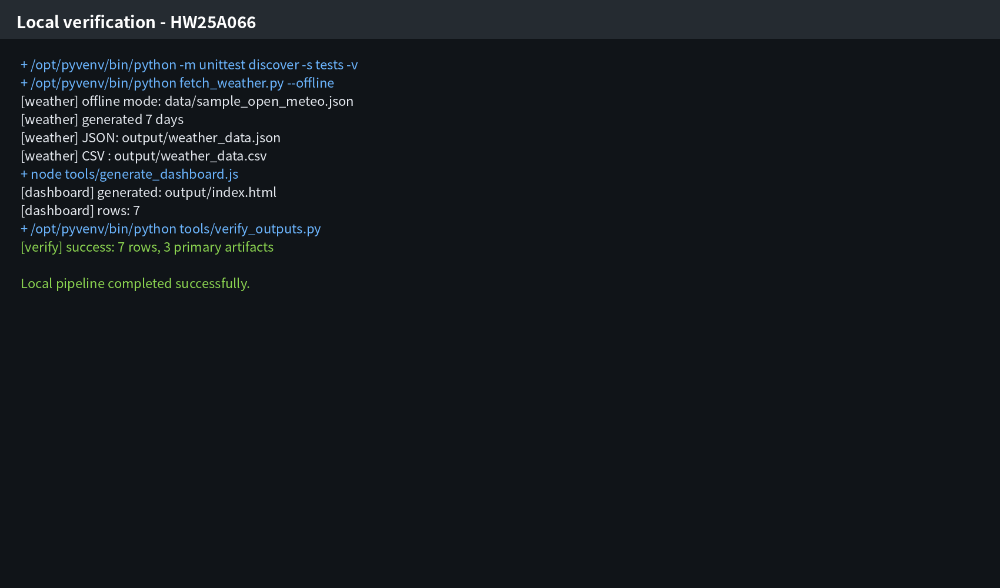 Local verification - HW25A066
+ /opt/pyvenv/bin/python -m unittest discover -s tests -v
+ /opt/pyvenv/bin/python fetch_weather.py --offline
[weather] offline mode: data/sample_open_meteo.json
[weather] generated 7 days
[weather] JSON: output/weather_data.json
[weather] CSV : output/weather_data.csv
+ node tools/generate_dashboard.js
[dashboard] generated: output/index.html
[dashboard] rows: 7
+ /opt/pyvenv/bin/python tools/verify_outputs.py
[verify] success: 7 rows, 3 primary artifacts
Local pipeline completed successfully.